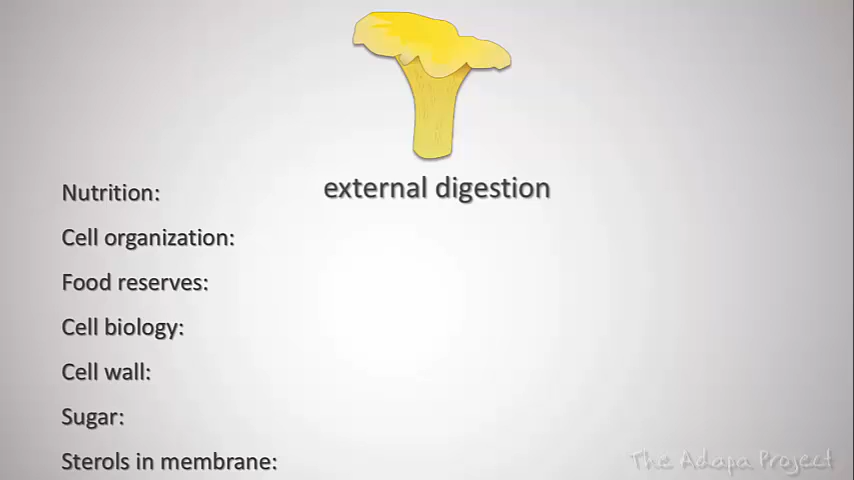 Nutrition: external digestion
Cell organization:
Food reserves:
Cell biology:
Cell wall:
Sugar:
Sterols in membrane:
The Adapa Project